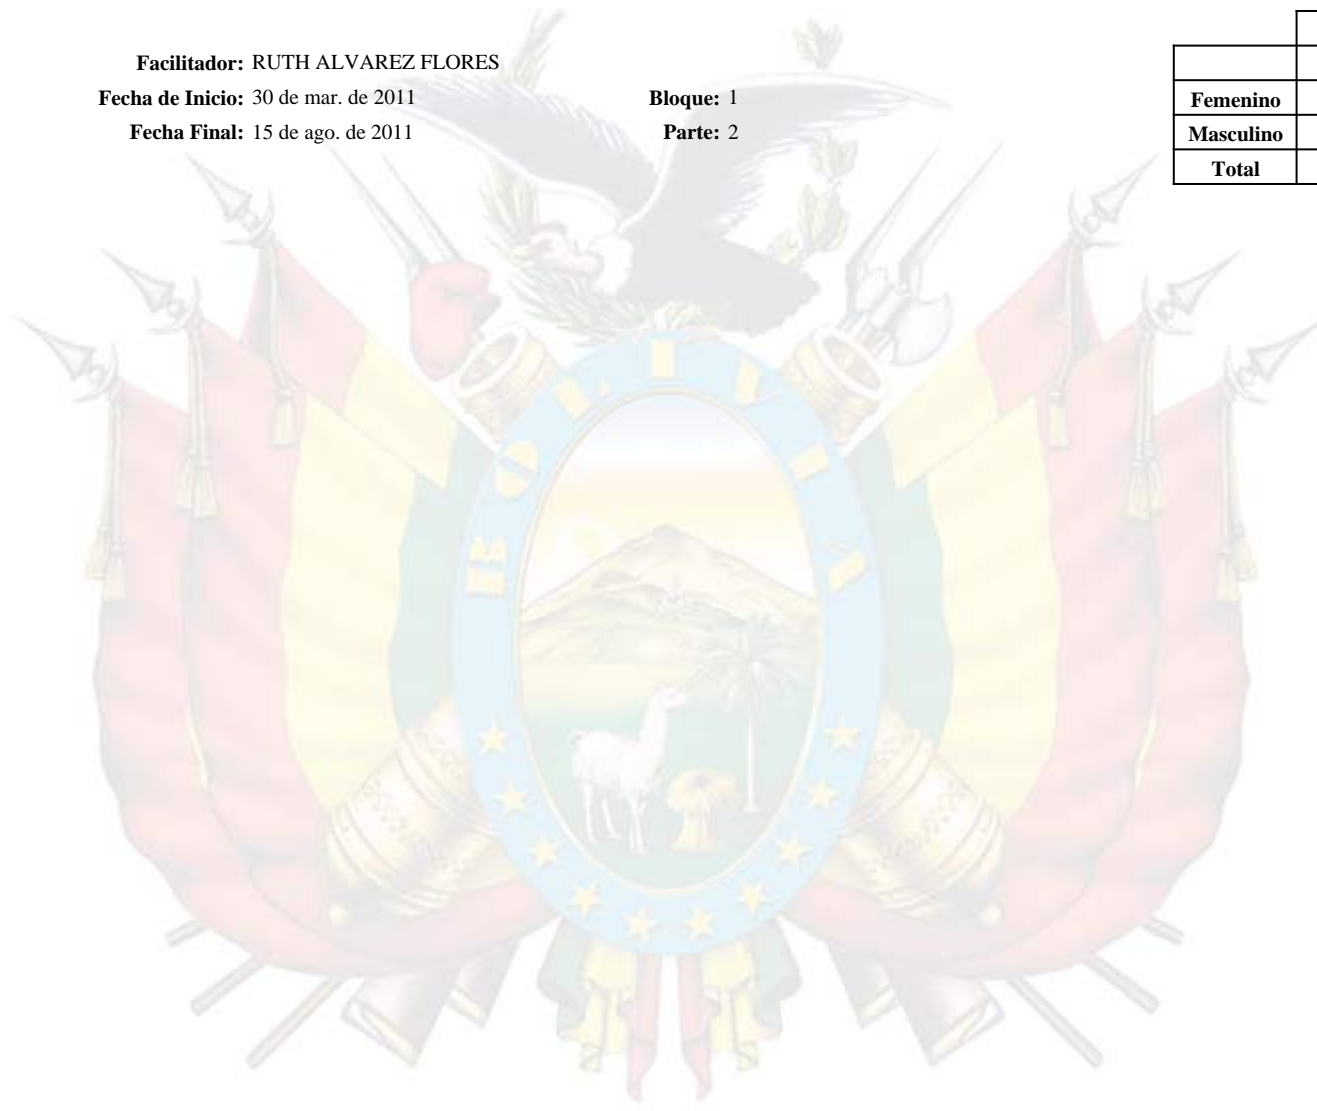 Facilitador: RUTH ALVAREZ FLORES
Fecha de Inicio: 30 de mar. de 2011 Bloque: 1
Fecha Final: 15 de ago. de 2011 Parte: 2
Femenino
Masculino
Total
BOLIVIA